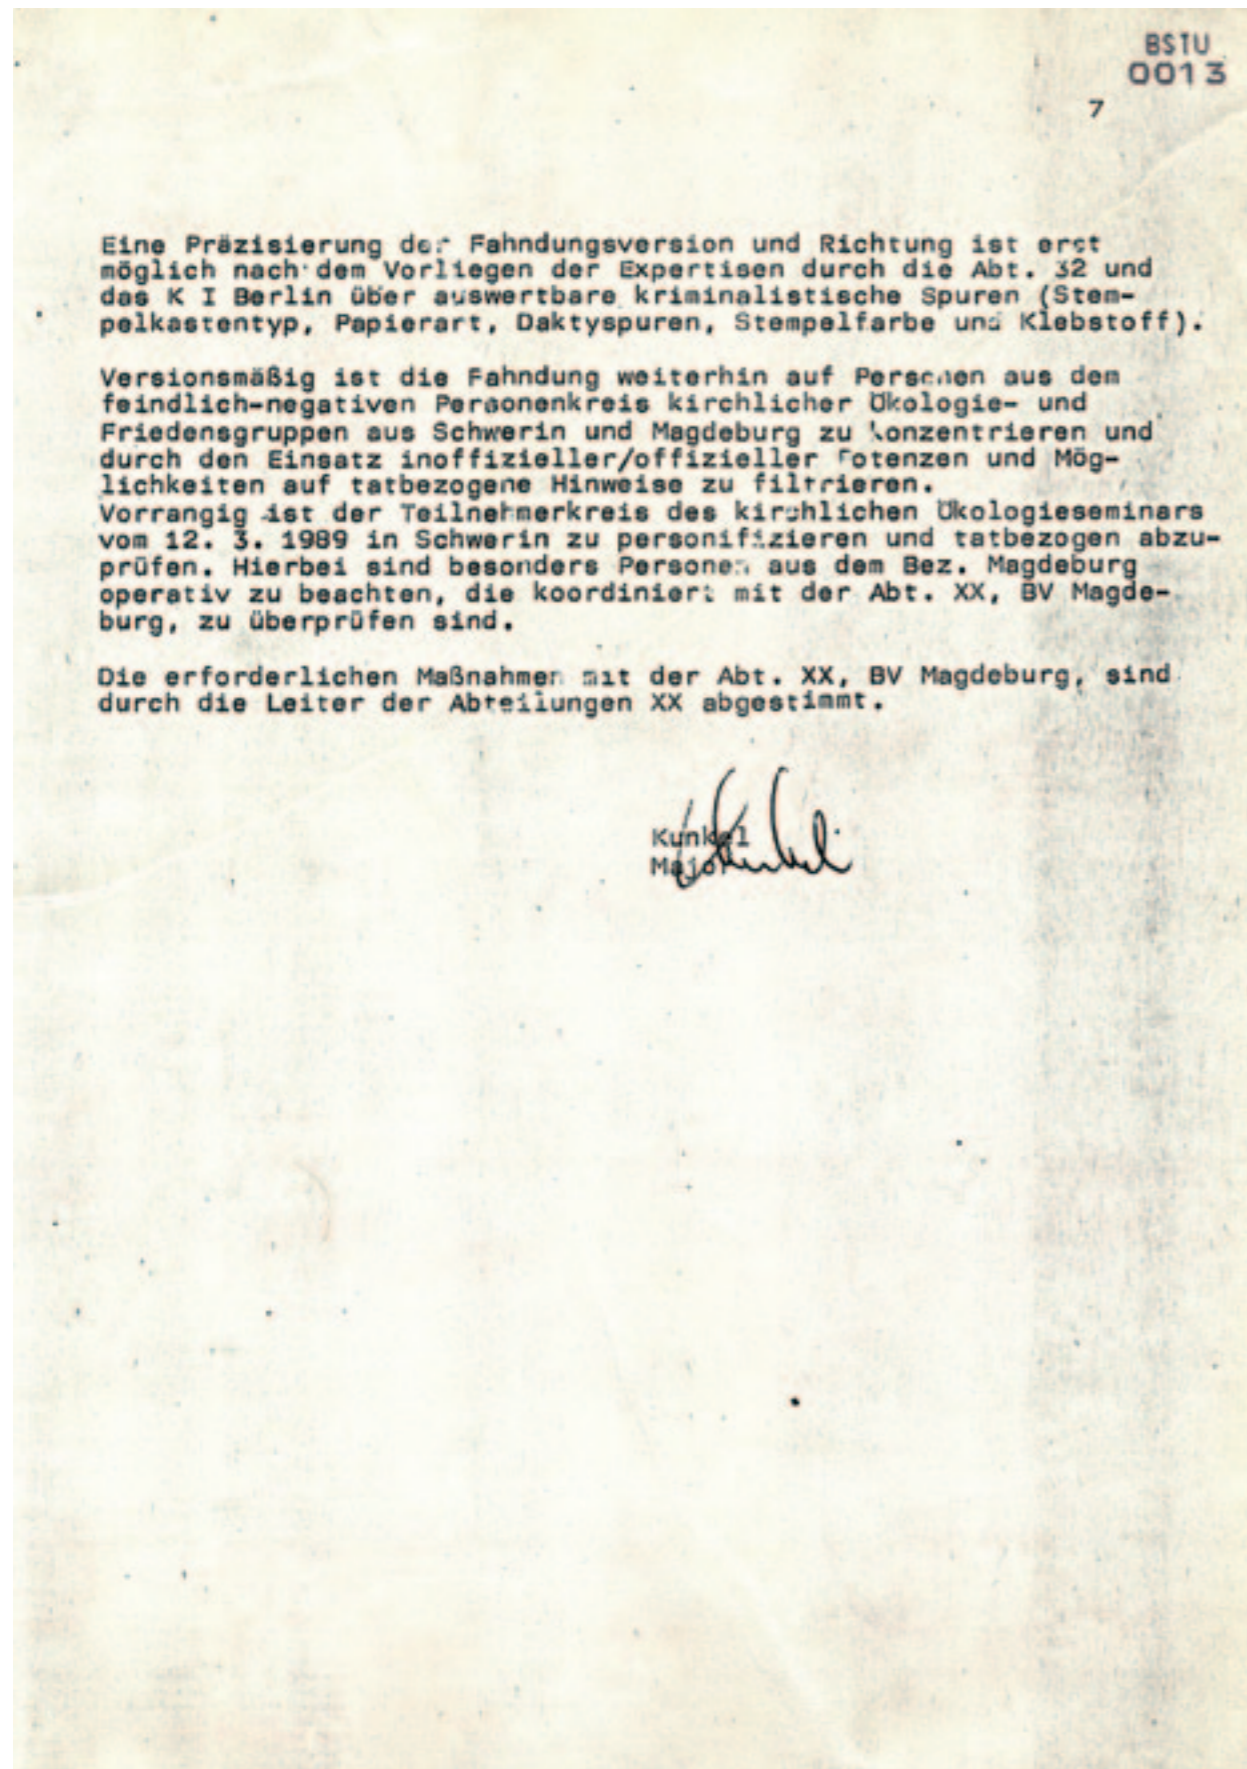 BSTU
0013
7
Eine Präzisierung der Fahndungsversion und Richtung ist erst
möglich nach dem Vorliegen der Expertisen durch die Abt. 32 und
das K I Berlin über auswertbare kriminalistische Spuren (Stem-
pelkastentyp, Papierart, Daktyspuren, Stempelfarbe und Klebstoff).
Versionsmäßig ist die Fahndung weiterhin auf Personen aus dem
feindlich-negativen Personenkreis kirchlicher Ökologie- und
Friedensgruppen aus Schwerin und Magdeburg zu konzentrieren und
durch den Einsatz inoffizieller/offizieller Potenzen und Mög-
lichkeiten auf tatbezogene Hinweise zu filtrieren.
Vorrangig ist der Teilnehmerkreis des kirchlichen Ökologieseminars
vom 12. 3. 1989 in Schwerin zu personifizieren und tatbezogen abzu-
prüfen. Hierbei sind besonders Personen aus dem Bez. Magdeburg
operativ zu beachten, die koordiniert mit der Abt. XX, BV Magde-
burg, zu überprüfen sind.
Die erforderlichen Maßnahmen mit der Abt. XX, BV Magdeburg, sind
durch die Leiter der Abteilungen XX abgestimmt.
Kunkel
Major